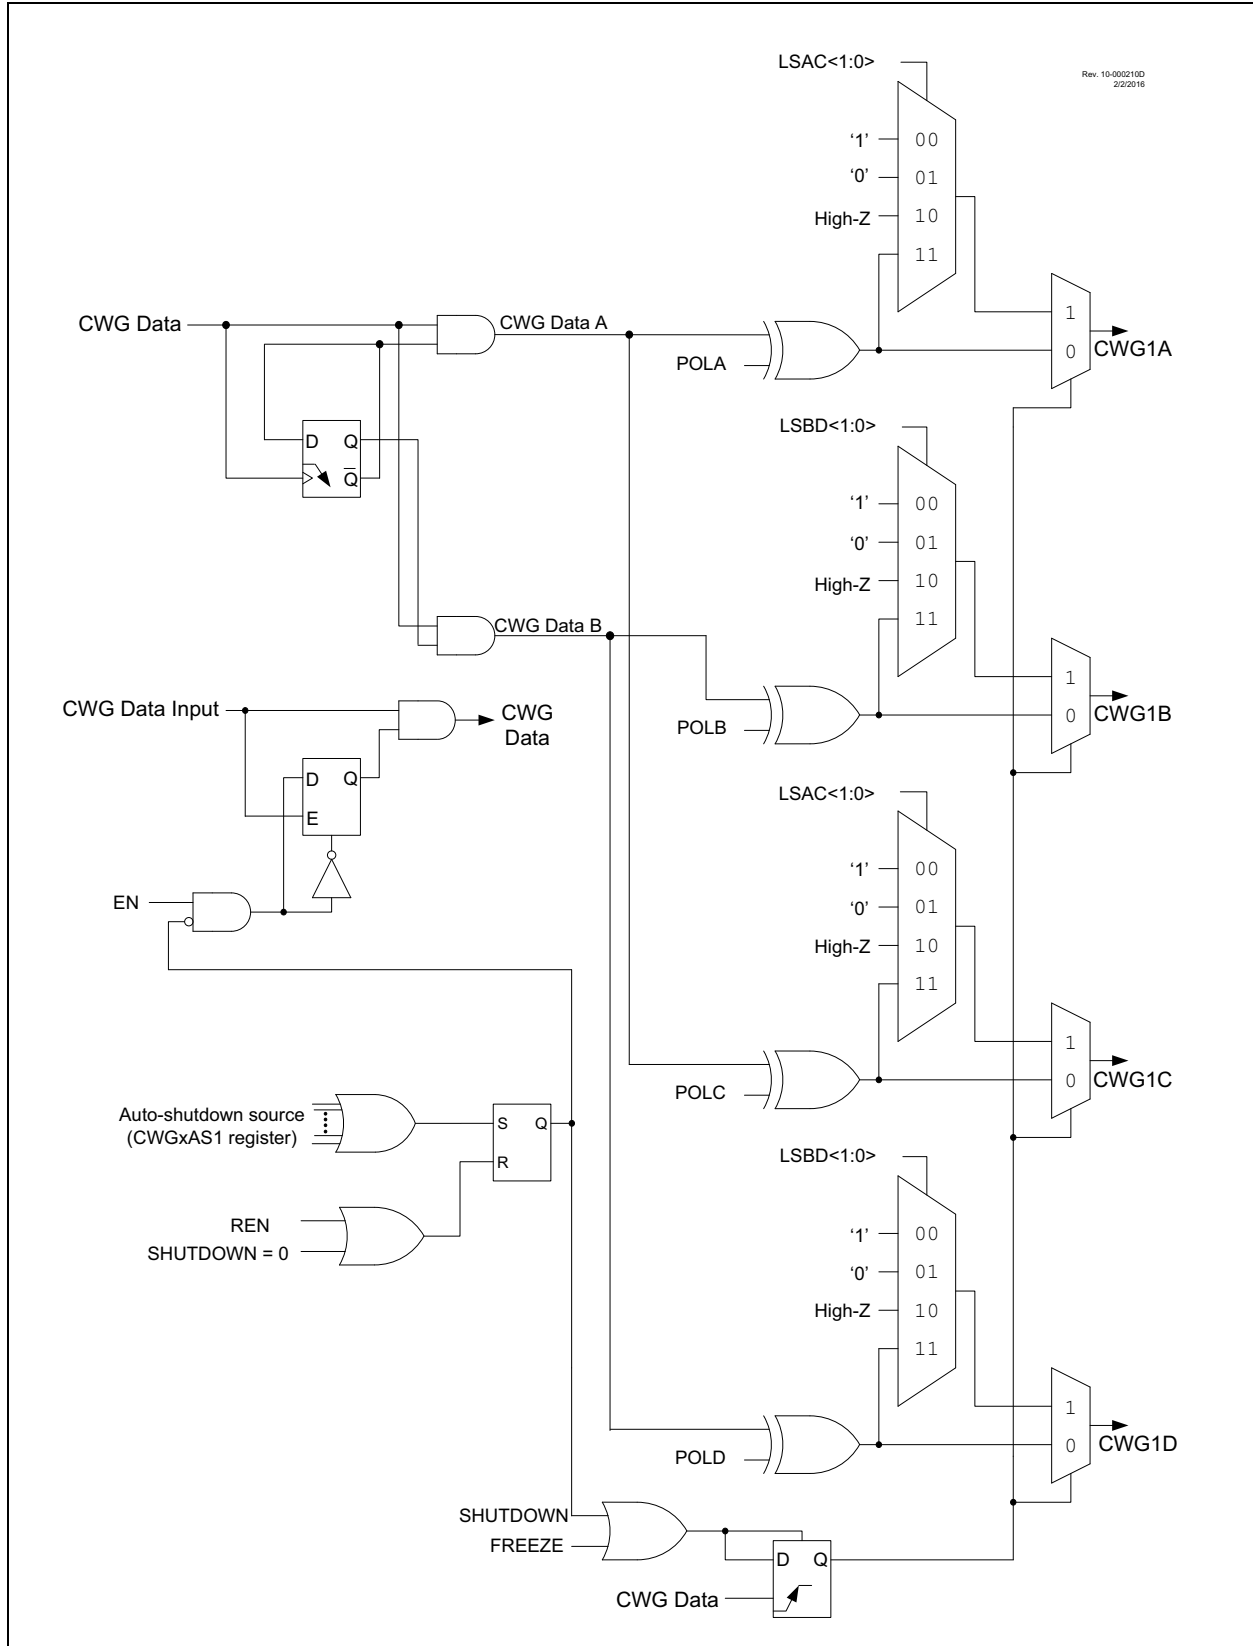 LSAC<1:0>
Rev. 10-000210D
2/2/2016
‘1’
00
‘0’
01
High-Z
10
11
1
0
CWG1A
CWG Data
CWG Data A
POLA
D
Q
Q
LSBD<1:0>
‘1’
00
‘0’
01
High-Z
10
11
1
0
CWG1B
CWG Data B
POLB
CWG Data Input
CWG
Data
D
Q
E
EN
LSAC<1:0>
‘1’
00
‘0’
01
High-Z
10
11
1
0
CWG1C
POLC
Auto-shutdown source
(CWGxAS1 register)
S
Q
R
REN
SHUTDOWN = 0
LSBD<1:0>
‘1’
00
‘0’
01
High-Z
10
11
1
0
CWG1D
POLD
SHUTDOWN
FREEZE
D
Q
CWG Data